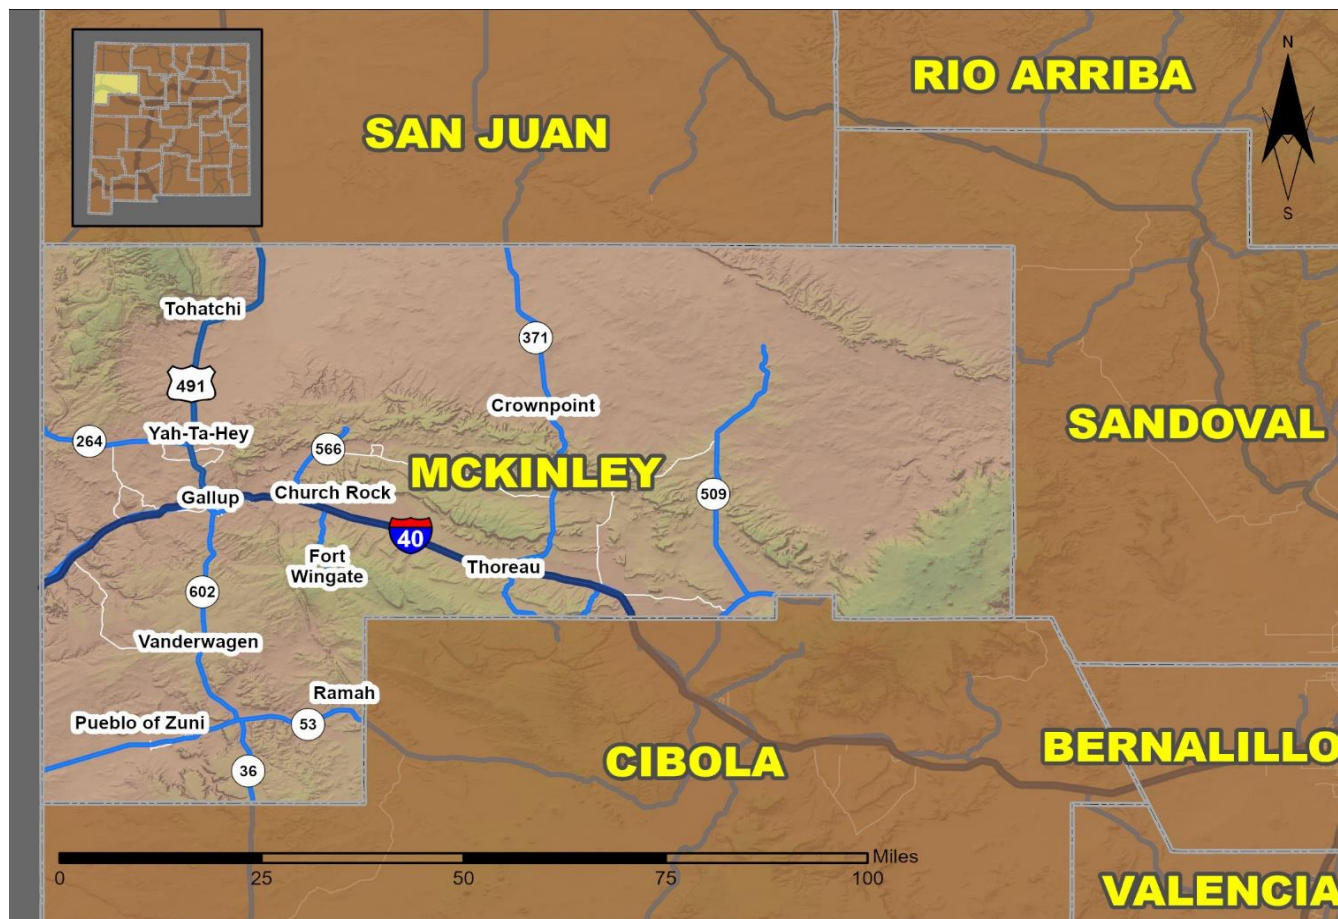 N
RIO ARRIBA
SAN JUAN
S
Tohatchi
371
491
Crownpoint
SANDOVAL
264
Yah-Ta-Hey
566
MCKINLEY
Gallup
Church Rock
509
40
Fort
Wingate
Thoreau
602
Vanderwagen
Ramah
Pueblo of Zuni
53
BERNALILLO
CIBOLA
36
Miles
0
25
50
75
100
VALENCIA